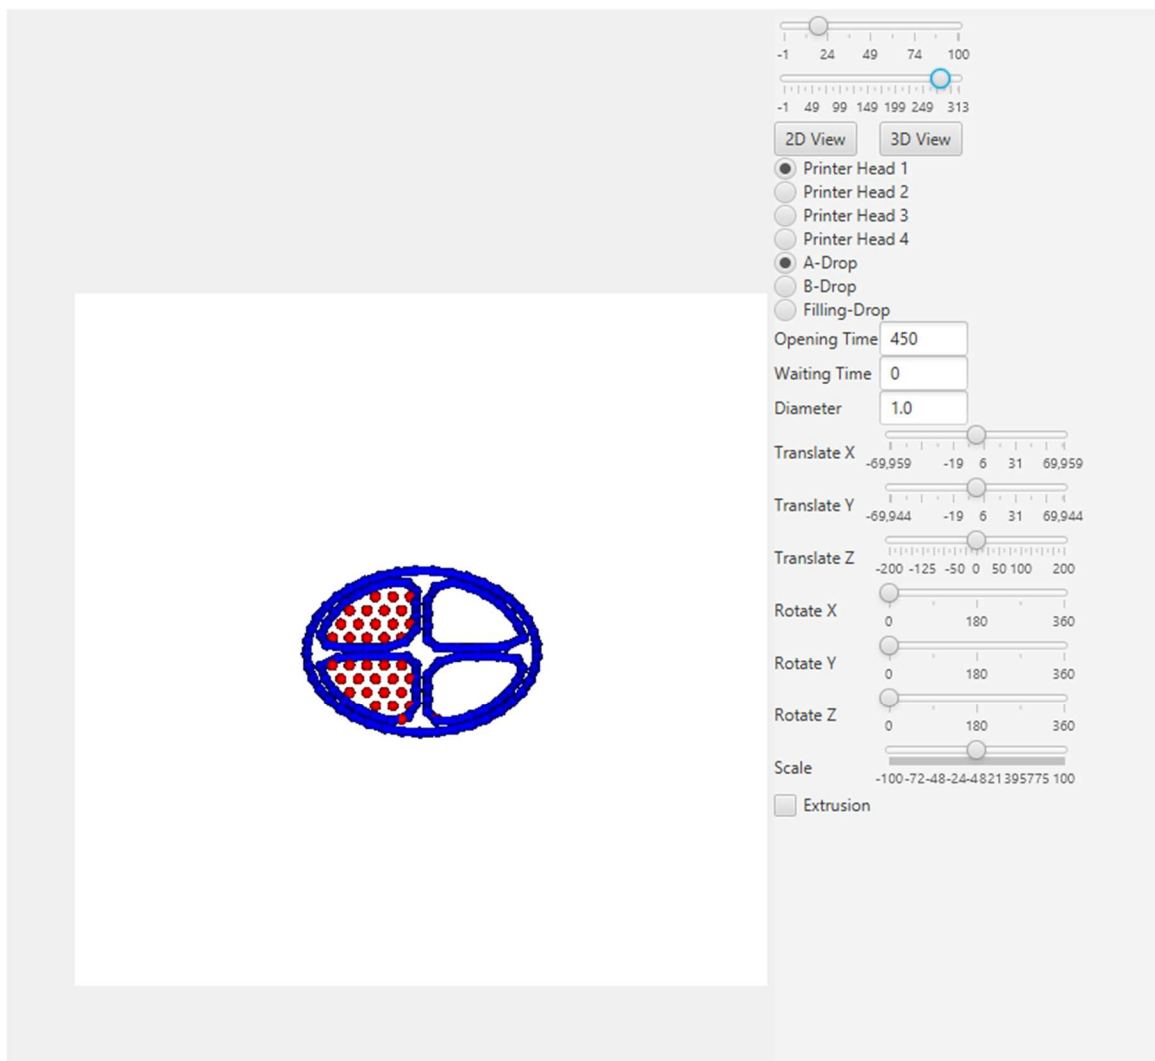 -1 24 49 74 100
-1 49 99 149 199 249 313
2D View 3D View
Printer Head 1
Printer Head 2
Printer Head 3
Printer Head 4
A-Drop
B-Drop
Filling-Drop
Opening Time 450
Waiting Time 0
Diameter 1.0
Translate X
-69,959 -19 6 31 69,959
Translate Y
-69,944 -19 6 31 69,944
Translate Z
-200 -125 -50 0 50 100 200
Rotate X
0 180 360
Rotate Y
0 180 360
Rotate Z
0 180 360
Scale
-100-72-48-24-4821395775 100
Extrusion